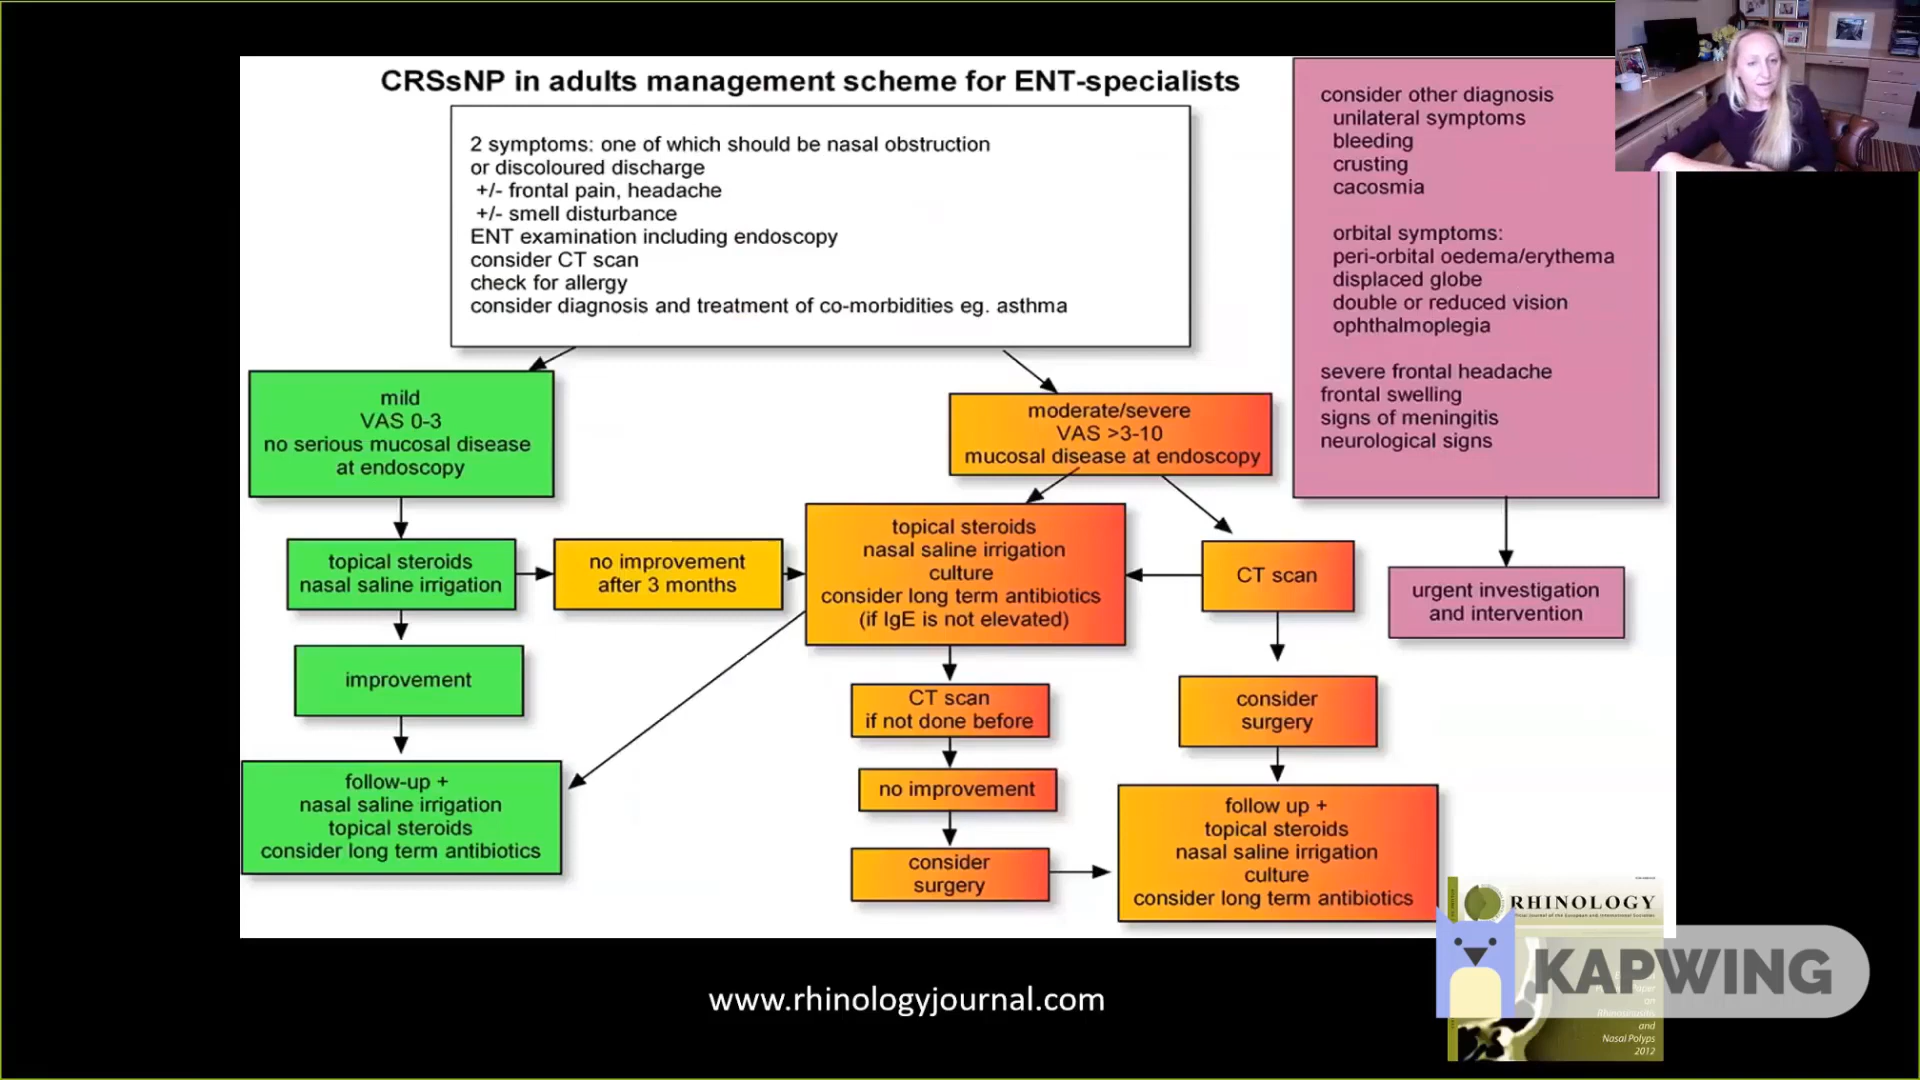 CRSsNP in adults management scheme for ENT-specialists
2 symptoms: one of which should be nasal obstruction
or discoloured discharge
+/- frontal pain, headache
+/- smell disturbance
ENT examination including endoscopy
consider CT scan
check for allergy
consider diagnosis and treatment of co-morbidities eg. asthma
consider other diagnosis
unilateral symptoms
bleeding
crusting
cacosmia
orbital symptoms:
peri-orbital oedema/erythema
displaced globe
double or reduced vision
ophthalmoplegia
severe frontal headache
frontal swelling
signs of meningitis
neurological signs
mild
VAS 0-3
no serious mucosal disease
at endoscopy
moderate/severe
VAS >3-10
mucosal disease at endoscopy
topical steroids
nasal saline irrigation
no improvement
after 3 months
topical steroids
nasal saline irrigation
culture
consider long term antibiotics
(if IgE is not elevated)
CT scan
urgent investigation
and intervention
improvement
CT scan
if not done before
consider
surgery
follow-up +
nasal saline irrigation
topical steroids
consider long term antibiotics
no improvement
consider
surgery
follow up +
topical steroids
nasal saline irrigation
culture
consider long term antibiotics
RHINOLOGY
KAPWING
on
Rhinosinusitis
and
Nasal Polyps
2012
www.rhinologyjournal.com